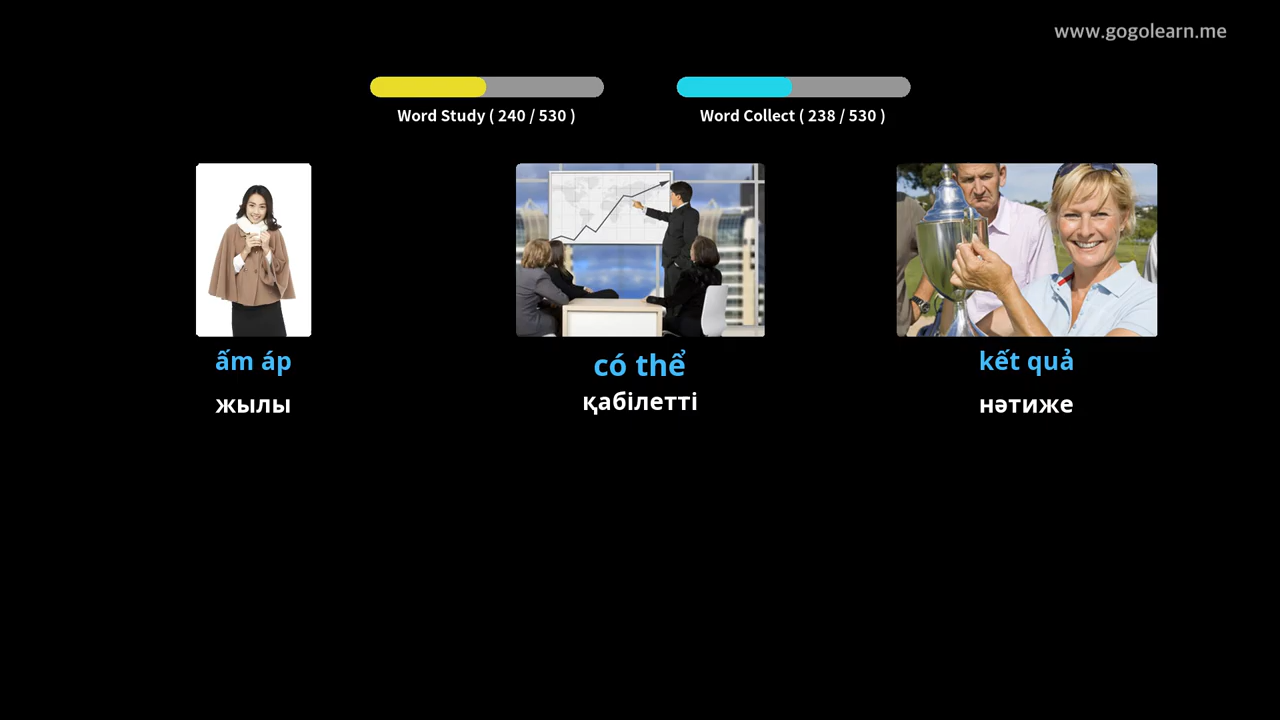 www.gogolearn.me
Word Study ( 240 / 530 )
Word Collect ( 238 / 530 )
ấm áp
жылы
có thể
қабілетті
kết quả
нәтиже